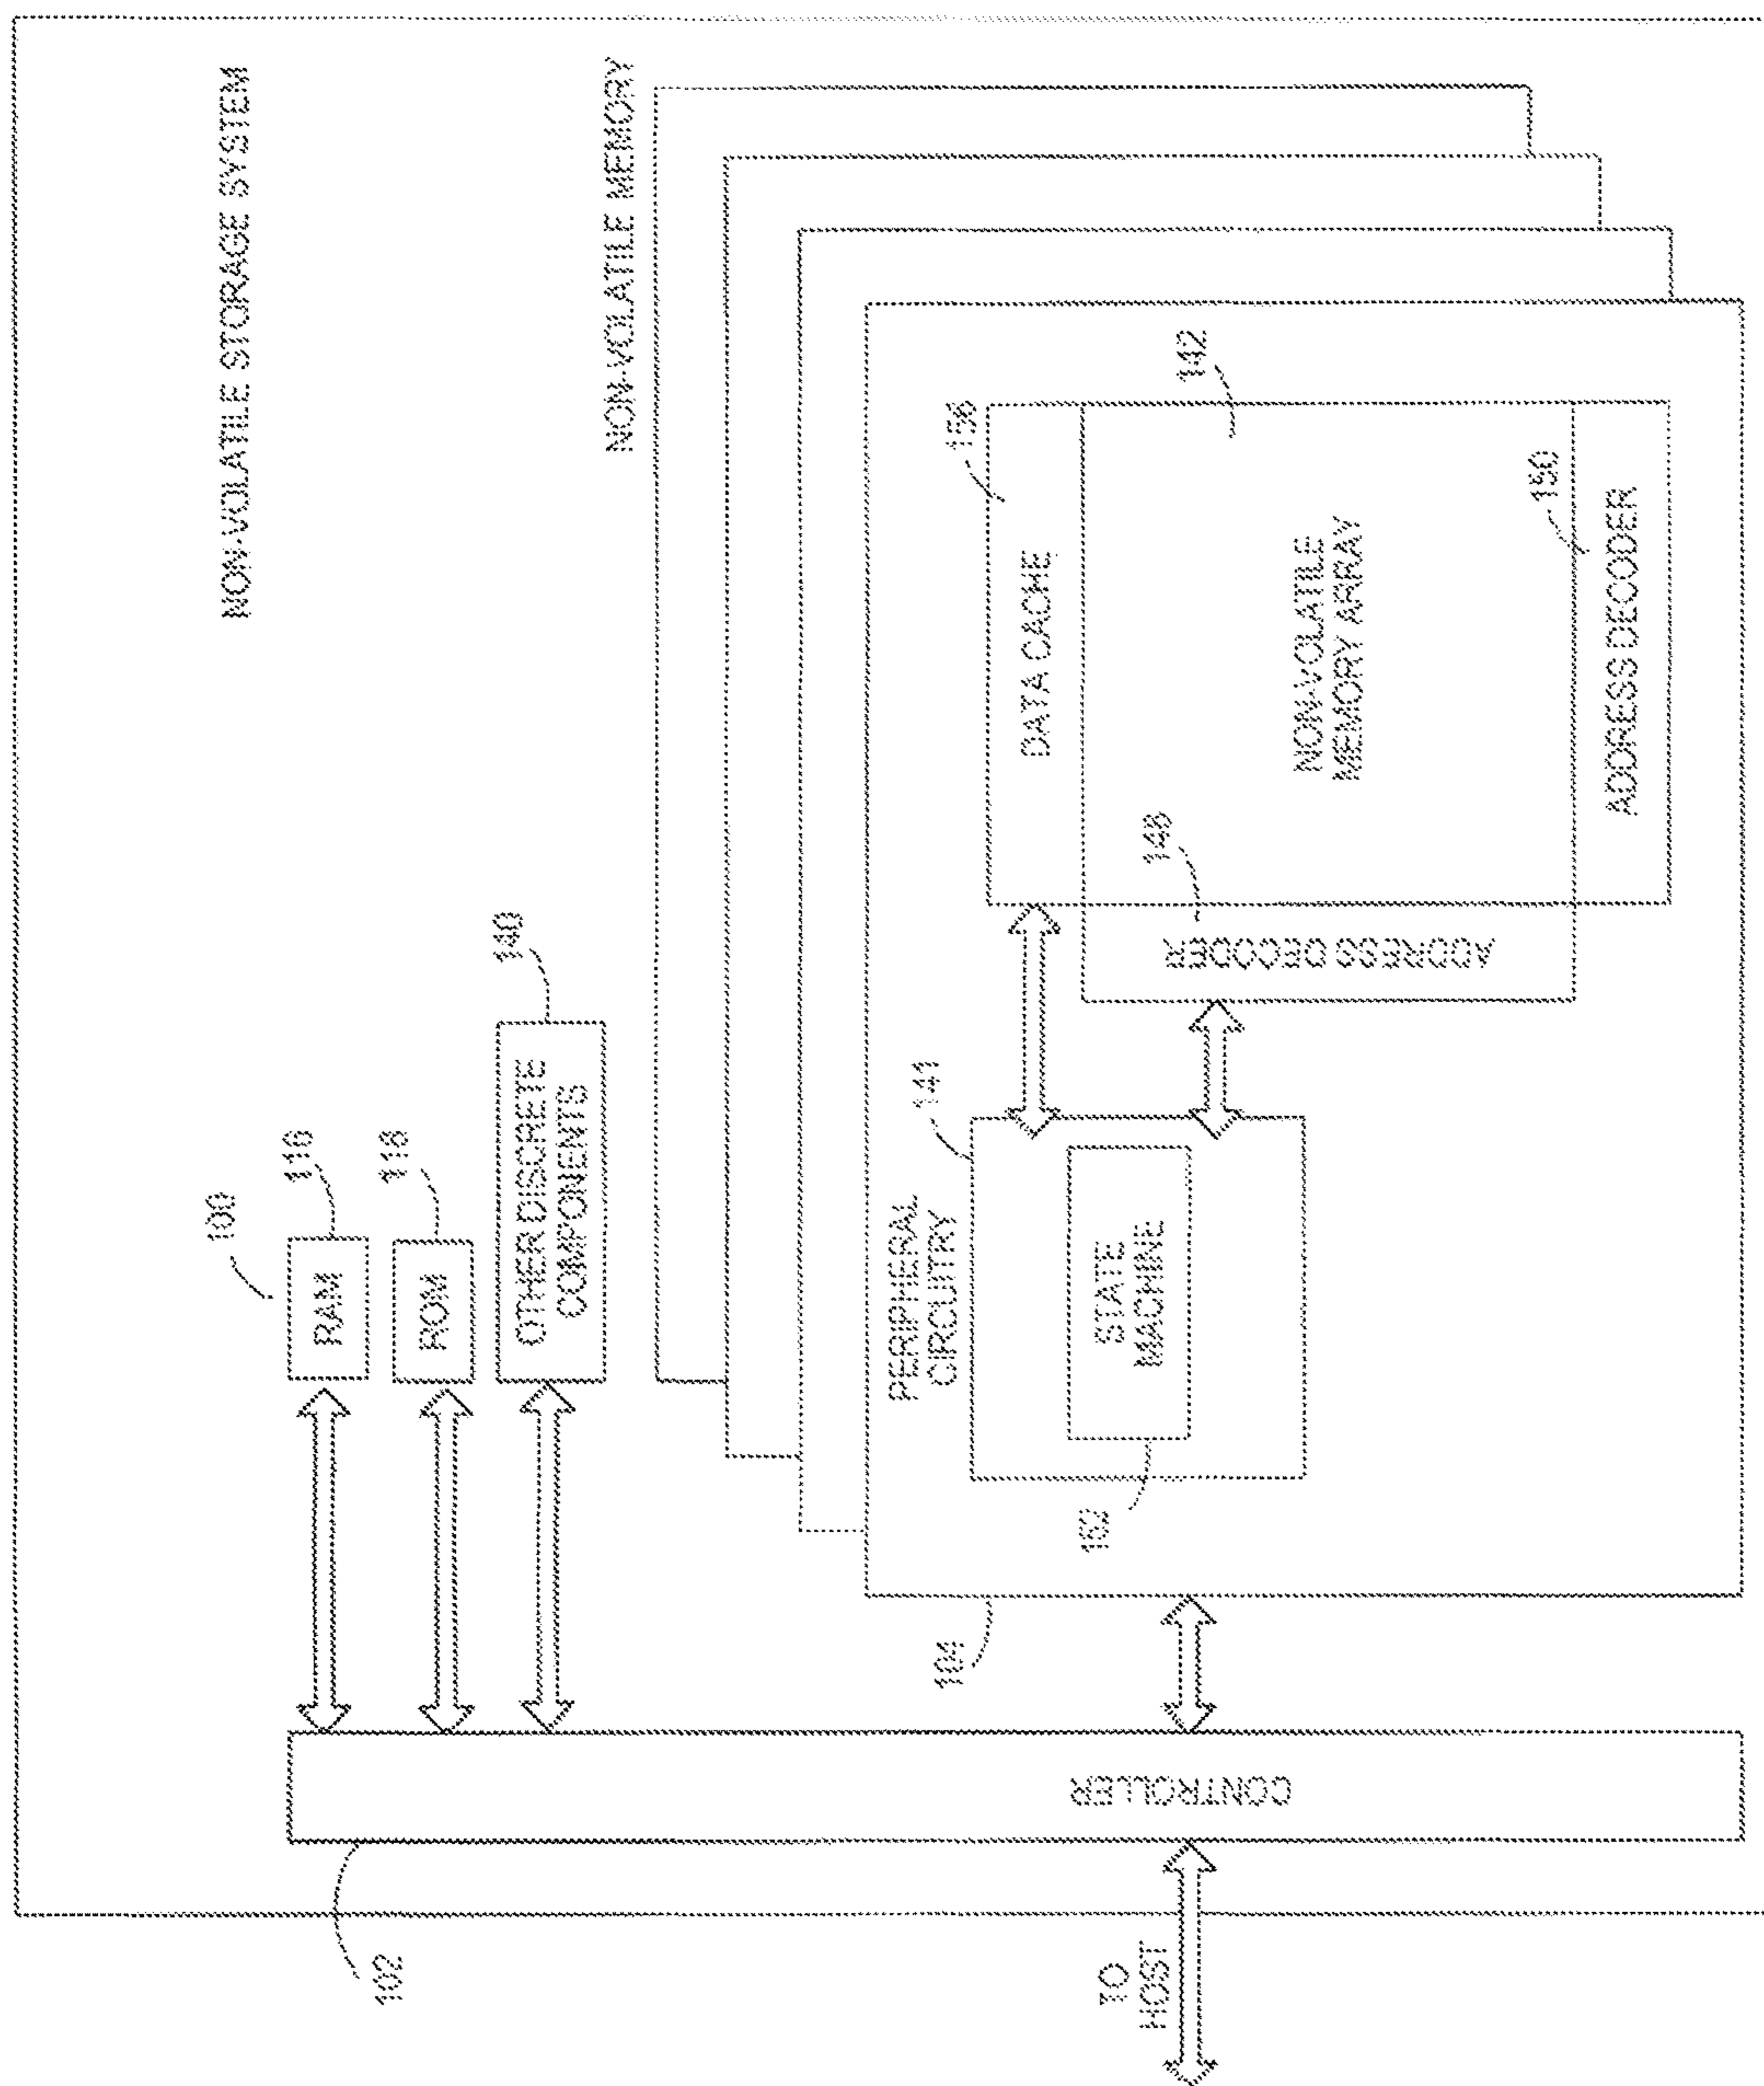 NON-VOLATILE STORAGE SYSTEM
100
RAM
116
ROM
118
OTHER DISCRETE
COMPONENTS
140
NON-VOLATILE MEMORY
102
CONTROLLER
TO
HOST
104
PERIPHERAL
CIRCUITRY
141
STATE
MACHINE
152
DATA CACHE
156
ADDRESS DECODER
148
NON-VOLATILE
MEMORY ARRAY
142
ADDRESS DECODER
150